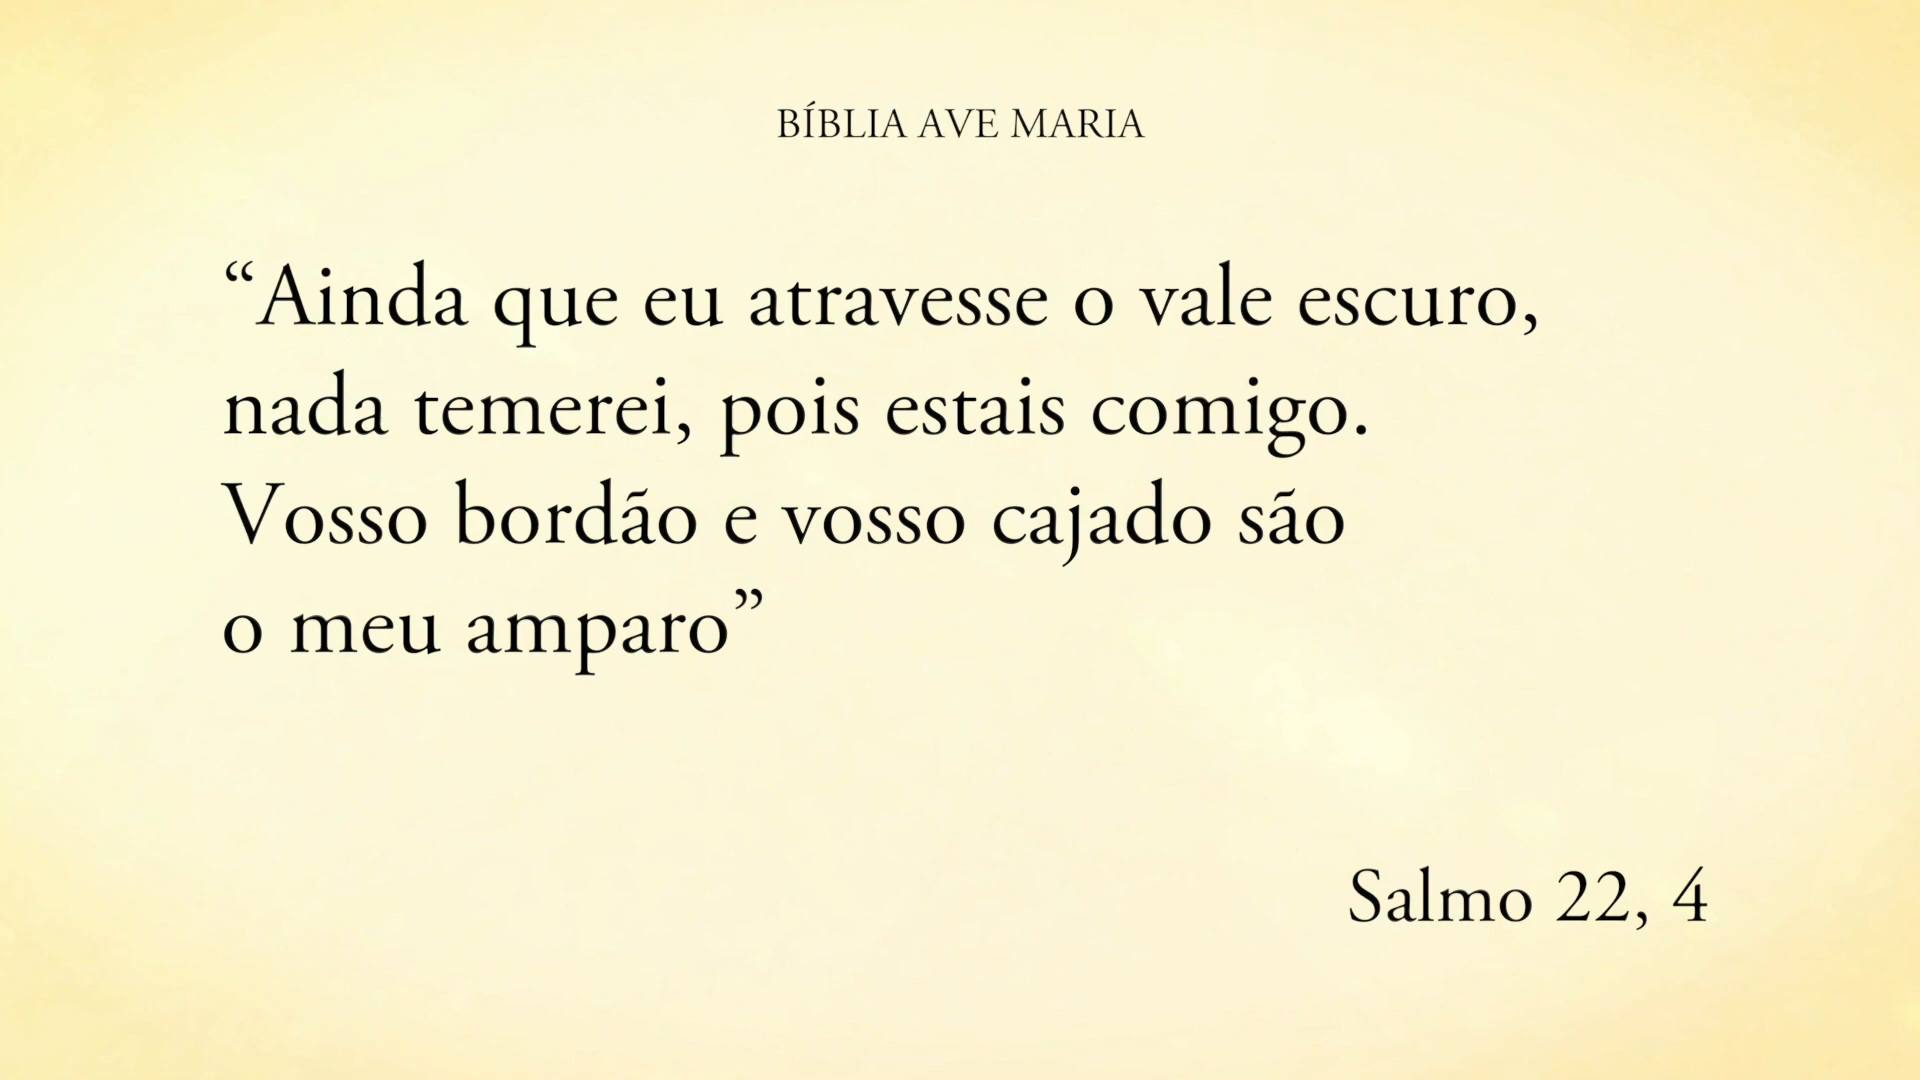 BÍBLIA AVE MARIA
“Ainda que eu atravesse o vale escuro,
nada temerei, pois estais comigo.
Vosso bordão e vosso cajado são
o meu amparo”
Salmo 22, 4